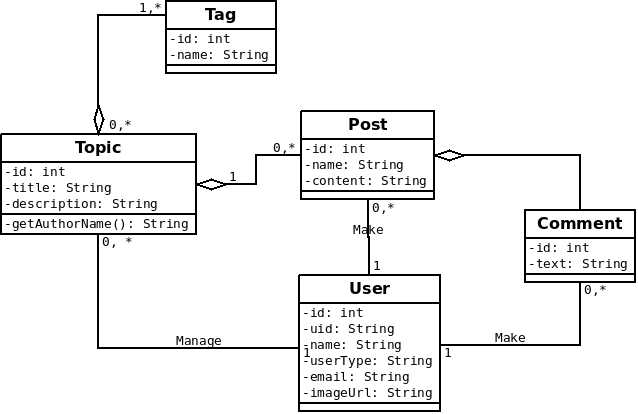 1,*
Tag
-id: int
-name: String
0,*
Topic
-id: int
-title: String
-description: String
-getAuthorName(): String
0, *
1
0,*
Post
-id: int
-name: String
-content: String
0,*
Make
1
Comment
-id: int
-text: String
0,*
User
-id: int
-uid: String
-name: String
-userType: String
-email: String
-imageUrl: String
Manage
1
Make
1